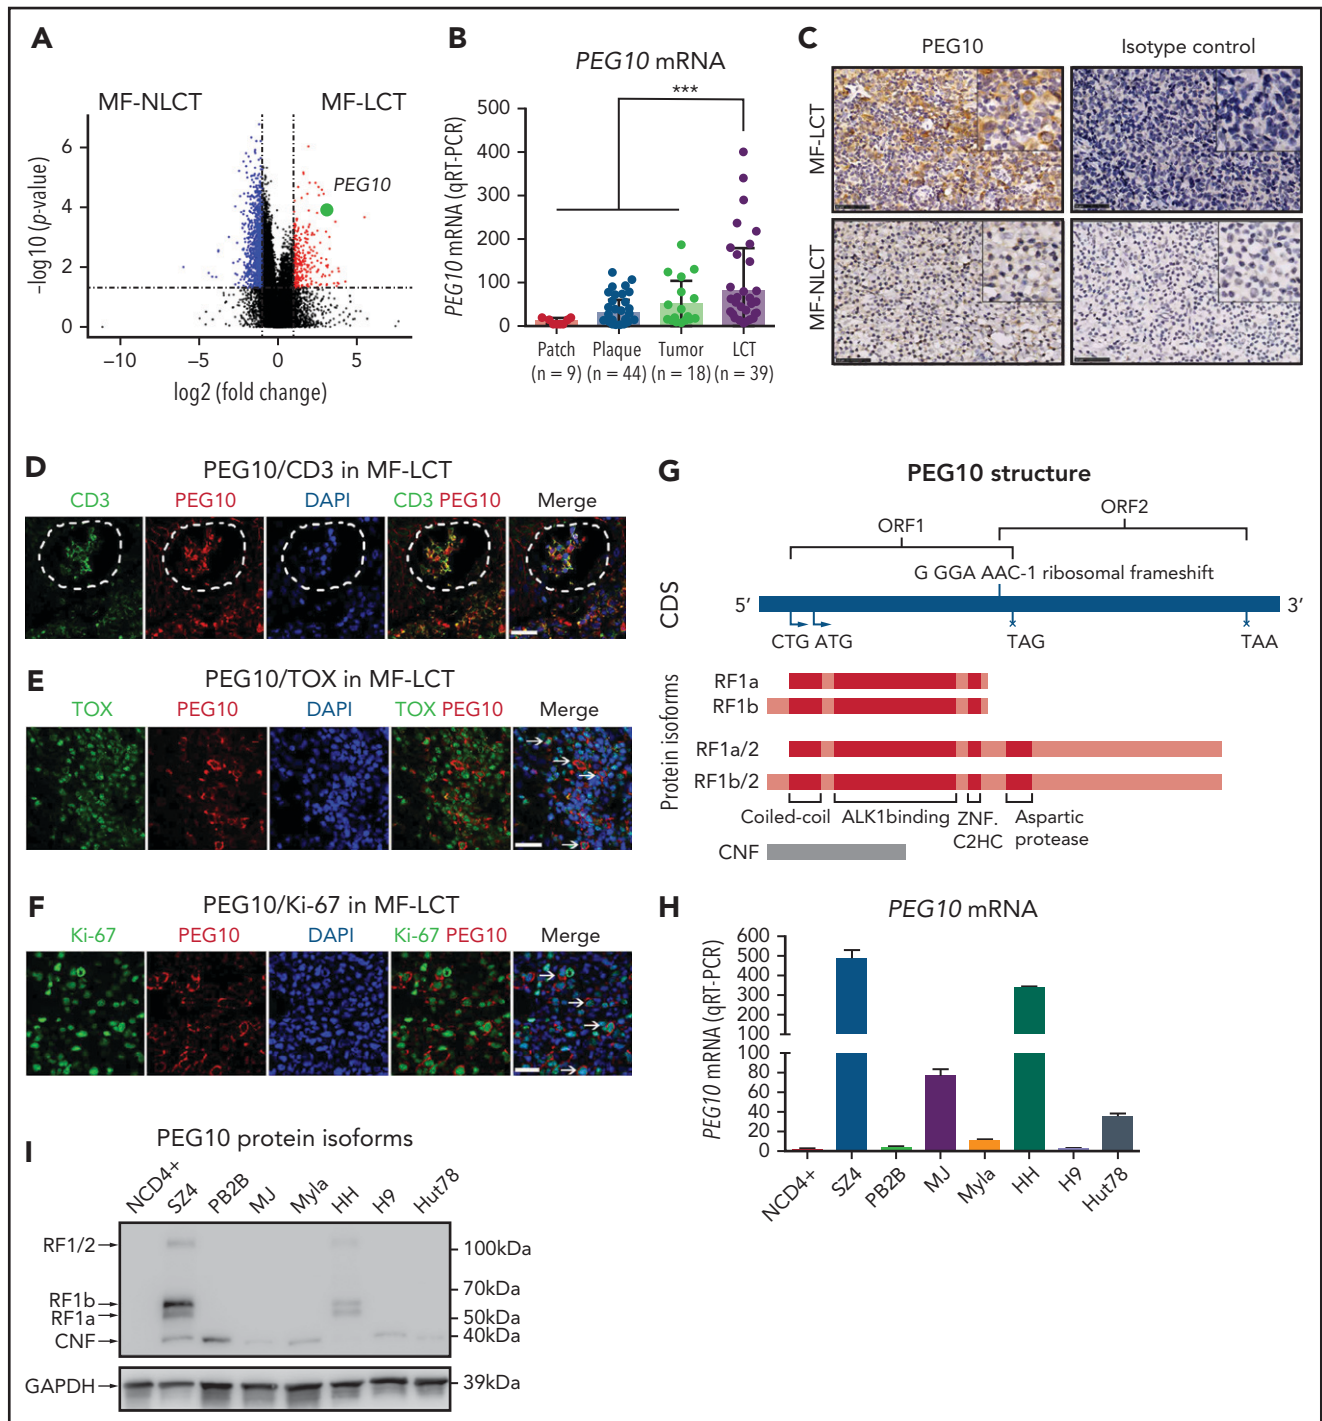 A
MF-NLCT
MF-LCT
PEG10
−log10 (p-value)
6
4
2
0
−10
−5
0
5
log2 (fold change)
B
PEG10 mRNA
***
PEG10 mRNA (qRT-PCR)
500
400
300
200
100
0
Patch
Plaque
Tumor
LCT
(n = 9)
(n = 44)
(n = 18)
(n = 39)
C
PEG10
Isotype control
MF-LCT
MF-NLCT
D
PEG10/CD3 in MF-LCT
CD3
PEG10
DAPI
CD3 PEG10
Merge
E
PEG10/TOX in MF-LCT
TOX
PEG10
DAPI
TOX PEG10
Merge
F
PEG10/Ki-67 in MF-LCT
Ki-67
PEG10
DAPI
Ki-67 PEG10
Merge
G
PEG10 structure
ORF2
ORF1
G GGA AAC-1 ribosomal frameshift
CDS
5′
3′
CTG ATG
TAG
TAA
Protein isoforms
RF1a
RF1b
RF1a/2
RF1b/2
Coiled-coil
ALK1binding
ZNF.
C2HC
Aspartic
protease
CNF
H
PEG10 mRNA
PEG10 mRNA (qRT-PCR)
600
500
400
300
200
100
80
60
40
20
0
NCD4+
SZ4
PB2B
MJ
Myla
HH
H9
Hut78
I
PEG10 protein isoforms
NCD4+
SZ4
PB2B
MJ
Myla
HH
H9
Hut78
RF1/2
RF1b
RF1a
CNF
GAPDH
100kDa
70kDa
50kDa
40kDa
39kDa